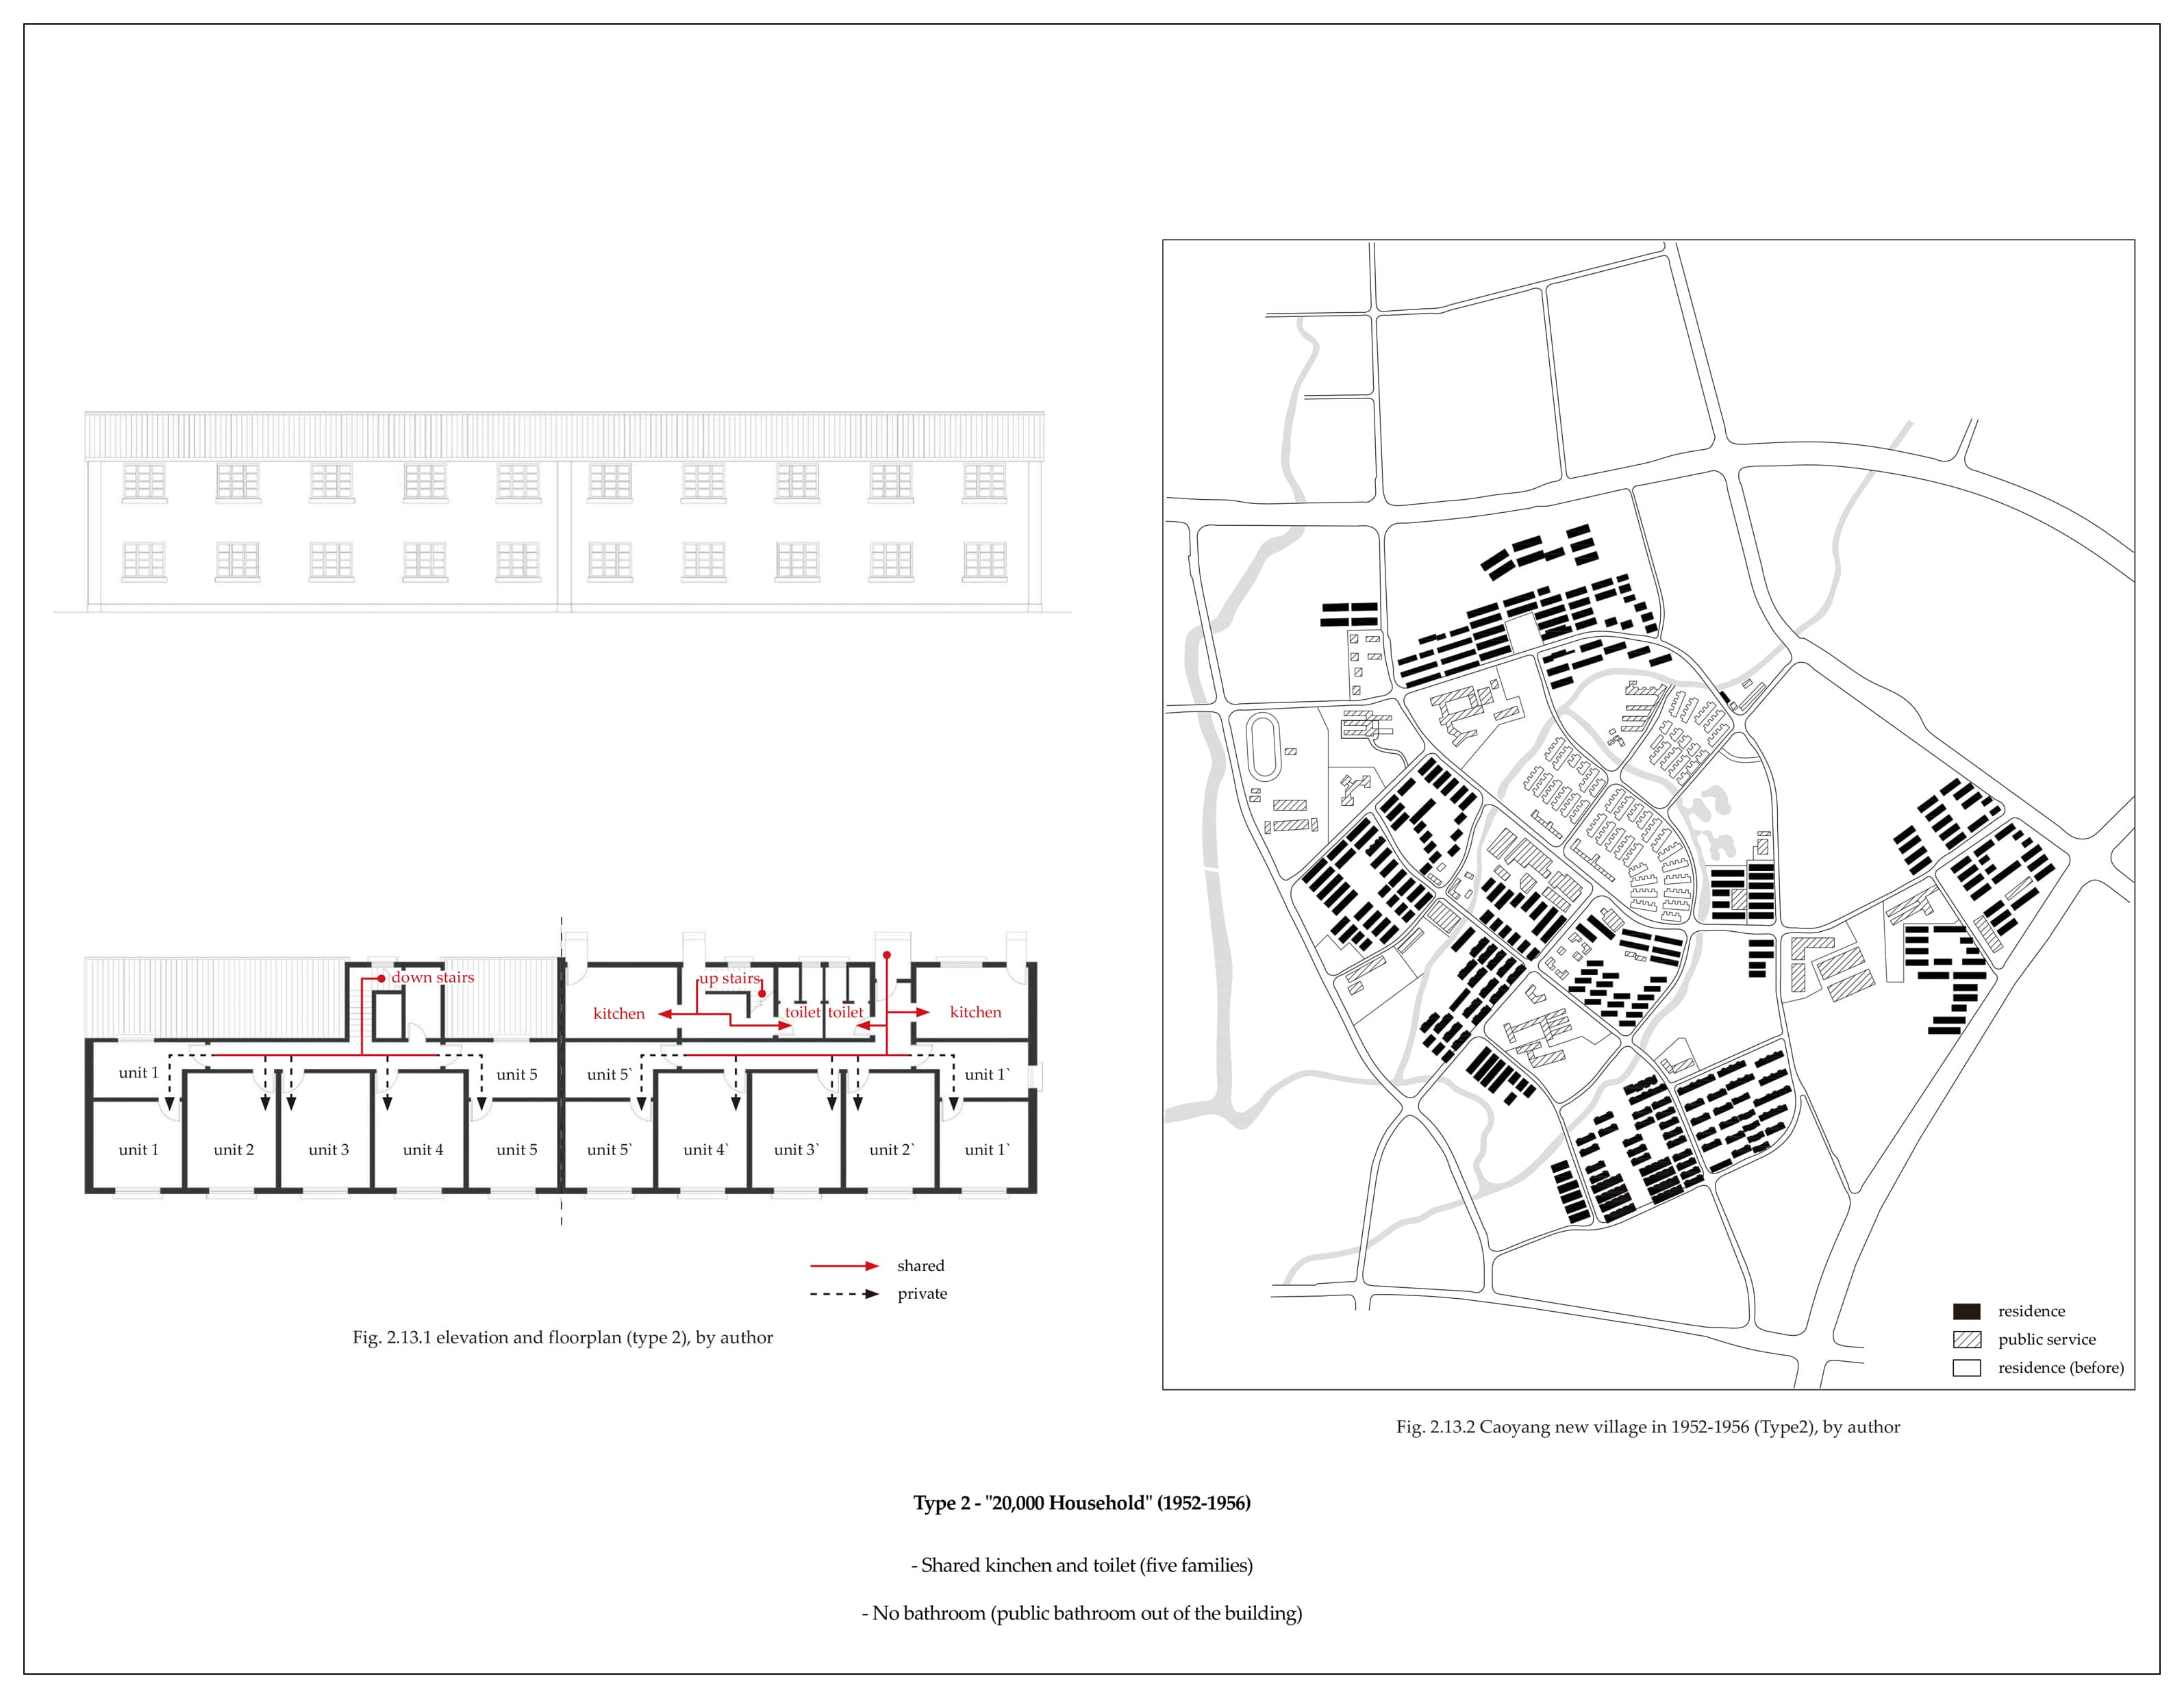 down stairs
up stairs
kitchen
toilet toilet
kitchen
unit 1
unit 5
unit 5`
unit 1`
unit 1
unit 2
unit 3
unit 4
unit 5
unit 5`
unit 4`
unit 3`
unit 2`
unit 1`
shared
private
Fig. 2.13.1 elevation and floorplan (type 2), by author
residence
public service
residence (before)
Fig. 2.13.2 Caoyang new village in 1952-1956 (Type2), by author
Type 2 - "20,000 Household" (1952-1956)
- Shared kinchen and toilet (five families)
- No bathroom (public bathroom out of the building)